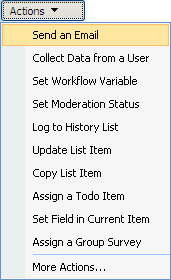 Actions
Send an Email
Collect Data from a User
Set Workflow Variable
Set Moderation Status
Log to History List
Update List Item
Copy List Item
Assign a Todo Item
Set Field in Current Item
Assign a Group Survey
More Actions...